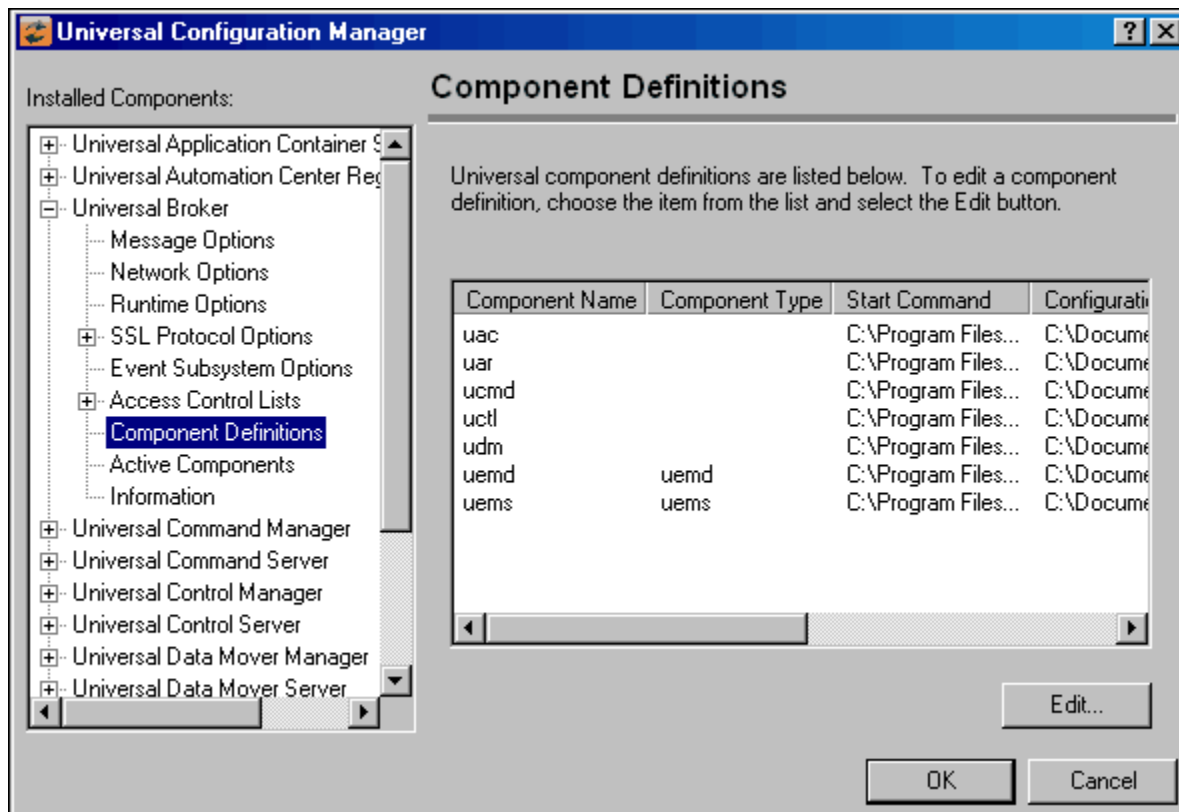 Universal Configuration Manager
Installed Components:
Universal Application Container S
Universal Automation Center Reg
Universal Broker
Message Options
Network Options
Runtime Options
SSL Protocol Options
Event Subsystem Options
Access Control Lists
Component Definitions
Active Components
Information
Universal Command Manager
Universal Command Server
Universal Control Manager
Universal Control Server
Universal Data Mover Manager
Universal Data Mover Server
Component Definitions
Universal component definitions are listed below. To edit a component
definition, choose the item from the list and select the Edit button.
Component Name Component Type Start Command Configurati
uac C:\Program Files... C:\Docume
uar C:\Program Files... C:\Docume
ucmd C:\Program Files... C:\Docume
uctl C:\Program Files... C:\Docume
udm C:\Program Files... C:\Docume
uemd uemd C:\Program Files... C:\Docume
uems uems C:\Program Files... C:\Docume
Edit...
OK Cancel